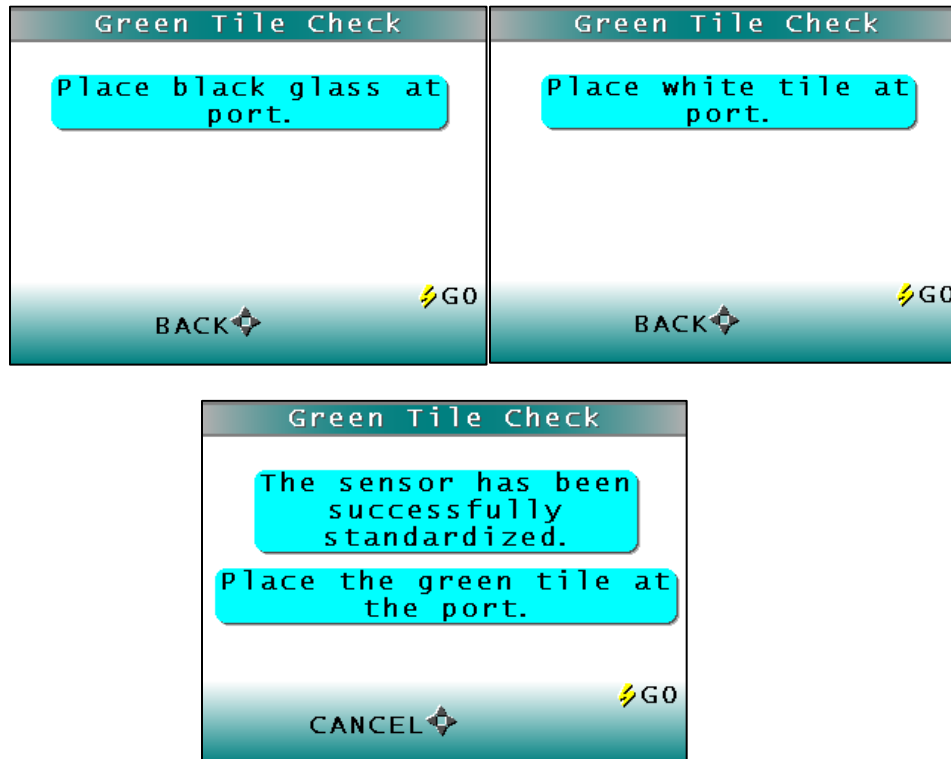 Green Tile Check
Place black glass at
port.
GO
BACK
Green Tile Check
Place white tile at
port.
GO
BACK
Green Tile Check
The sensor has been
successfully
standardized.
Place the green tile at
the port.
GO
CANCEL